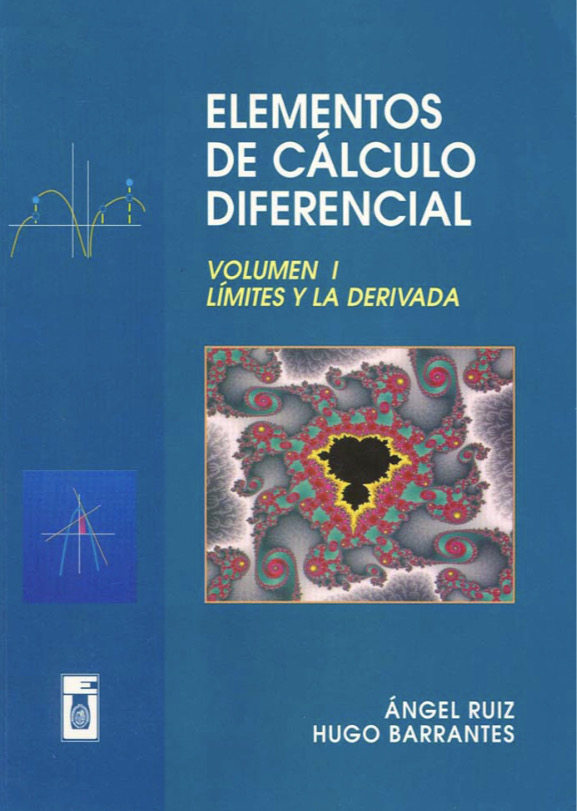 ELEMENTOS
DE CÁLCULO
DIFERENCIAL
VOLUMEN I
LÍMITES Y LA DERIVADA
E
ÁNGEL RUIZ
HUGO BARRANTES